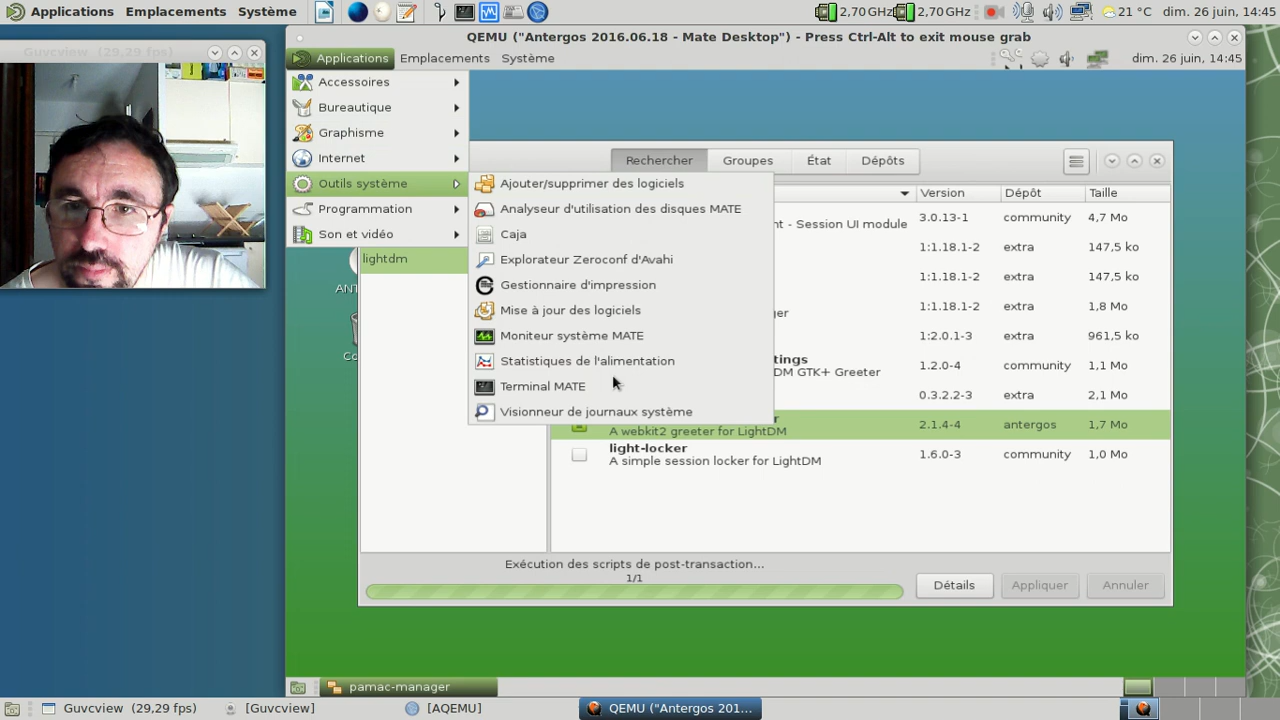 Applications Emplacements Système 2,70 GHz 2,70 GHz 21 °C dim. 26 juin, 14:45
Guvcview (29,29 fps)
QEMU ("Antergos 2016.06.18 - Mate Desktop") - Press Ctrl-Alt to exit mouse grab
Applications Emplacements Système dim. 26 juin, 14:45
Accessoires
Bureautique
Graphisme
Internet
Outils système
Programmation
Son et vidéo
lightdm
Rechercher Groupes État Dépôts
Ajouter/supprimer des logiciels
Analyseur d'utilisation des disques MATE
Caja
Explorateur Zeroconf d'Avahi
Gestionnaire d'impression
Mise à jour des logiciels
Moniteur système MATE
Statistiques de l'alimentation
Terminal MATE
Visionneur de journaux système
Version Dépôt Taille
nt - Session UI module 3.0.13-1 community 4,7 Mo
1:1.18.1-2 extra 147,5 ko
1:1.18.1-2 extra 147,5 ko
ger 1:1.18.1-2 extra 1,8 Mo
1:2.0.1-3 extra 961,5 ko
tings
DM GTK+ Greeter 1.2.0-4 community 1,1 Mo
0.3.2.2-3 extra 2,1 Mo
A webkit2 greeter for LightDM 2.1.4-4 antergos 1,7 Mo
light-locker
A simple session locker for LightDM 1.6.0-3 community 1,0 Mo
ANT
Co
Exécution des scripts de post-transaction...
1/1
Détails Appliquer Annuler
pamac-manager
Guvcview (29,29 fps) [Guvcview] [AQEMU] QEMU ("Antergos 201...